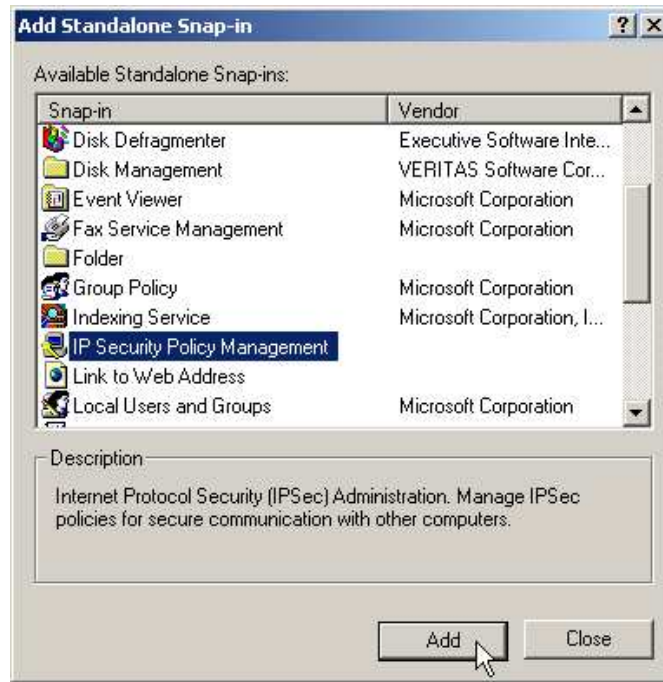 Add Standalone Snap-in
Available Standalone Snap-ins:
Snap-in Vendor
Disk Defragmenter Executive Software Inte...
Disk Management VERITAS Software Cor...
Event Viewer Microsoft Corporation
Fax Service Management Microsoft Corporation
Folder
Group Policy Microsoft Corporation
Indexing Service Microsoft Corporation, I...
IP Security Policy Management
Link to Web Address
Local Users and Groups Microsoft Corporation
Description
Internet Protocol Security (IPSec) Administration. Manage IPSec
policies for secure communication with other computers.
Add Close